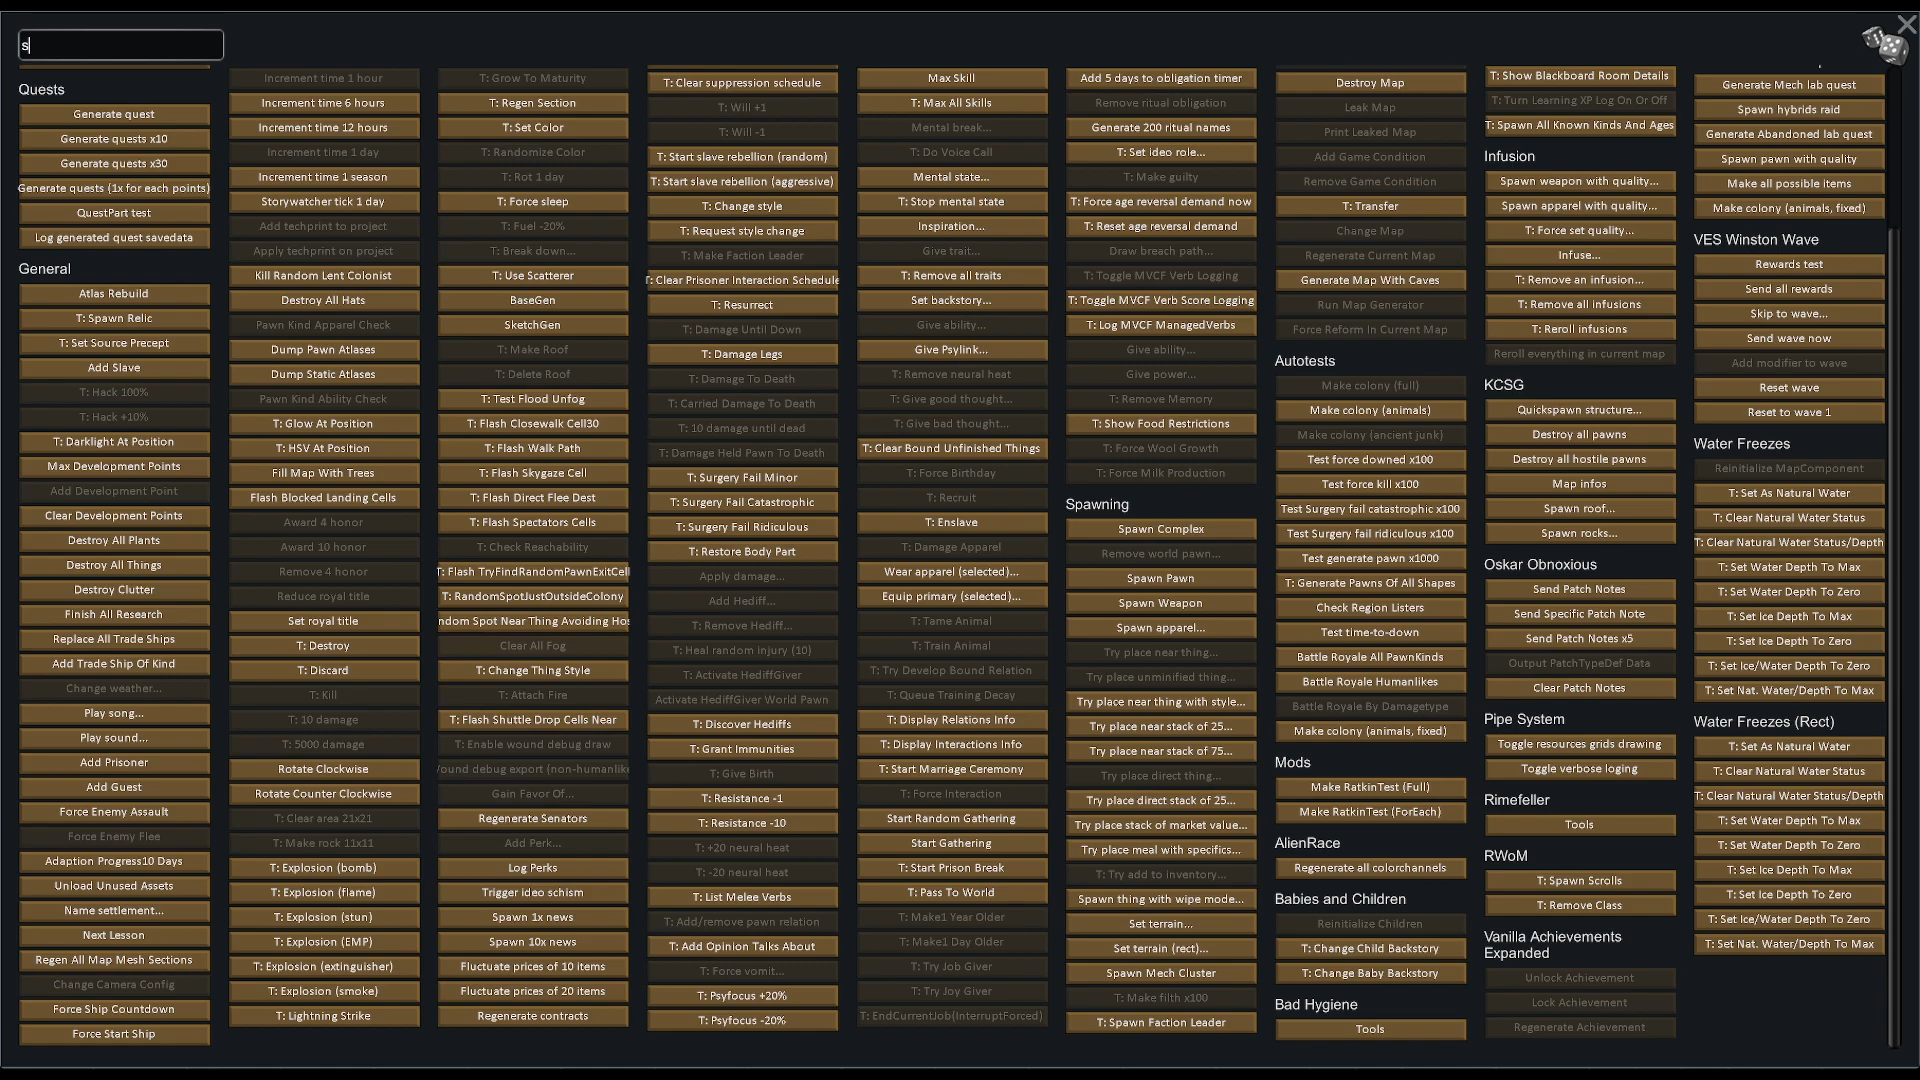 s
Quests
Generate quest
Generate quests x10
Generate quests x30
Generate quests (1x for each points)
QuestPart test
Log generated quest savedata
General
Atlas Rebuild
T: Spawn Relic
T: Set Source Precept
Add Slave
T: Hack 100%
T: Hack +10%
T: Darklight At Position
Max Development Points
Add Development Point
Clear Development Points
Destroy All Plants
Destroy All Things
Destroy Clutter
Finish All Research
Replace All Trade Ships
Add Trade Ship Of Kind
Change weather...
Play song...
Play sound...
Add Prisoner
Add Guest
Force Enemy Assault
Force Enemy Flee
Adaption Progress10 Days
Unload Unused Assets
Name settlement...
Next Lesson
Regen All Map Mesh Sections
Change Camera Config
Force Ship Countdown
Force Start Ship
Increment time 1 hour
Increment time 6 hours
Increment time 12 hours
Increment time 1 day
Increment time 1 season
Storywatcher tick 1 day
Add techprint to project
Apply techprint on project
Kill Random Lent Colonist
Destroy All Hats
Pawn Kind Apparel Check
Dump Pawn Atlases
Dump Static Atlases
Pawn Kind Ability Check
T: Glow At Position
T: HSV At Position
Fill Map With Trees
Flash Blocked Landing Cells
Award 4 honor
Award 10 honor
Remove 4 honor
Reduce royal title
Set royal title
T: Destroy
T: Discard
T: Kill
T: 10 damage
T: 5000 damage
Rotate Clockwise
Rotate Counter Clockwise
T: Clear area 21x21
T: Make rock 11x11
T: Explosion (bomb)
T: Explosion (flame)
T: Explosion (stun)
T: Explosion (EMP)
T: Explosion (extinguisher)
T: Explosion (smoke)
T: Lightning Strike
T: Grow To Maturity
T: Regen Section
T: Set Color
T: Randomize Color
T: Rot 1 day
T: Force sleep
T: Fuel -20%
T: Break down...
T: Use Scatterer
BaseGen
SketchGen
T: Make Roof
T: Delete Roof
T: Test Flood Unfog
T: Flash Closewalk Cell30
T: Flash Walk Path
T: Flash Skygaze Cell
T: Flash Direct Flee Dest
T: Flash Spectators Cells
T: Check Reachability
T: Flash TryFindRandomPawnExitCell
T: RandomSpotJustOutsideColony
ndom Spot Near Thing Avoiding Hos
Clear All Fog
T: Change Thing Style
T: Attach Fire
T: Flash Shuttle Drop Cells Near
T: Enable wound debug draw
Wound debug export (non-humanlike
Gain Favor Of...
Regenerate Senators
Add Perk...
Log Perks
Trigger ideo schism
Spawn 1x news
Spawn 10x news
Fluctuate prices of 10 items
Fluctuate prices of 20 items
Regenerate contracts
T: Clear suppression schedule
T: Will +1
T: Will -1
T: Start slave rebellion (random)
T: Start slave rebellion (aggressive)
T: Change style
T: Request style change
T: Make Faction Leader
T: Clear Prisoner Interaction Schedule
T: Resurrect
T: Damage Until Down
T: Damage Legs
T: Damage To Death
T: Carried Damage To Death
T: 10 damage until dead
T: Damage Held Pawn To Death
T: Surgery Fail Minor
T: Surgery Fail Catastrophic
T: Surgery Fail Ridiculous
T: Restore Body Part
Apply damage...
Add Hediff...
T: Remove Hediff...
T: Heal random injury (10)
T: Activate HediffGiver
Activate HediffGiver World Pawn
T: Discover Hediffs
T: Grant Immunities
T: Give Birth
T: Resistance -1
T: Resistance -10
T: +20 neural heat
T: -20 neural heat
T: List Melee Verbs
T: Add/remove pawn relation
T: Add Opinion Talks About
T: Force vomit...
T: Psyfocus +20%
T: Psyfocus -20%
Max Skill
T: Max All Skills
Mental break...
T: Do Voice Call
Mental state...
T: Stop mental state
Inspiration...
Give trait...
T: Remove all traits
Set backstory...
Give ability...
Give Psylink...
T: Remove neural heat
T: Give good thought...
T: Give bad thought...
T: Clear Bound Unfinished Things
T: Force Birthday
T: Recruit
T: Enslave
T: Damage Apparel
Wear apparel (selected)...
Equip primary (selected)...
T: Tame Animal
T: Train Animal
T: Try Develop Bound Relation
T: Queue Training Decay
T: Display Relations Info
T: Display Interactions Info
T: Start Marriage Ceremony
T: Force Interaction
Start Random Gathering
Start Gathering
T: Start Prison Break
T: Pass To World
T: Make1 Year Older
T: Make1 Day Older
T: Try Job Giver
T: Try Joy Giver
T: EndCurrentJob(InterruptForced)
Add 5 days to obligation timer
Remove ritual obligation
Generate 200 ritual names
T: Set ideo role...
T: Make guilty
T: Force age reversal demand now
T: Reset age reversal demand
Draw breach path...
T: Toggle MVCF Verb Logging
T: Toggle MVCF Verb Score Logging
T: Log MVCF ManagedVerbs
Give ability...
Give power...
T: Remove Memory
T: Show Food Restrictions
T: Force Wool Growth
T: Force Milk Production
Spawning
Spawn Complex
Remove world pawn...
Spawn Pawn
Spawn Weapon
Spawn apparel...
Try place near thing...
Try place unminified thing...
Try place near thing with style...
Try place near stack of 25...
Try place near stack of 75...
Try place direct thing...
Try place direct stack of 25...
Try place stack of market value...
Try place meal with specifics...
T: Try add to inventory...
Spawn thing with wipe mode...
Set terrain...
Set terrain (rect)...
Spawn Mech Cluster
T: Make filth x100
T: Spawn Faction Leader
Destroy Map
Leak Map
Print Leaked Map
Add Game Condition
Remove Game Condition
T: Transfer
Change Map
Regenerate Current Map
Generate Map With Caves
Run Map Generator
Force Reform In Current Map
Autotests
Make colony (full)
Make colony (animals)
Make colony (ancient junk)
Test force downed x100
Test force kill x100
Test Surgery fail catastrophic x100
Test Surgery fail ridiculous x100
Test generate pawn x1000
T: Generate Pawns Of All Shapes
Check Region Listers
Test time-to-down
Battle Royale All PawnKinds
Battle Royale Humanlikes
Battle Royale By Damagetype
Make colony (animals, fixed)
Mods
Make RatkinTest (Full)
Make RatkinTest (ForEach)
AlienRace
Regenerate all colorchannels
Babies and Children
Reinitialize Children
T: Change Child Backstory
T: Change Baby Backstory
Bad Hygiene
Tools
T: Show Blackboard Room Details
T: Turn Learning XP Log On Or Off
T: Spawn All Known Kinds And Ages
Infusion
Spawn weapon with quality...
Spawn apparel with quality...
T: Force set quality...
Infuse...
T: Remove an infusion...
T: Remove all infusions
T: Reroll infusions
Reroll everything in current map
KCSG
Quickspawn structure...
Destroy all pawns
Destroy all hostile pawns
Map infos
Spawn roof...
Spawn rocks...
Oskar Obnoxious
Send Patch Notes
Send Specific Patch Note
Send Patch Notes x5
Output PatchTypeDef Data
Clear Patch Notes
Pipe System
Toggle resources grids drawing
Toggle verbose loging
Rimefeller
Tools
RWoM
T: Spawn Scrolls
T: Remove Class
Vanilla Achievements
Expanded
Unlock Achievement
Lock Achievement
Regenerate Achievement
Generate Mech lab quest
Spawn hybrids raid
Generate Abandoned lab quest
Spawn pawn with quality
Make all possible items
Make colony (animals, fixed)
VES Winston Wave
Rewards test
Send all rewards
Skip to wave...
Send wave now
Add modifier to wave
Reset wave
Reset to wave 1
Water Freezes
Reinitialize MapComponent
T: Set As Natural Water
T: Clear Natural Water Status
T: Clear Natural Water Status/Depth
T: Set Water Depth To Max
T: Set Water Depth To Zero
T: Set Ice Depth To Max
T: Set Ice Depth To Zero
T: Set Ice/Water Depth To Zero
T: Set Nat. Water/Depth To Max
Water Freezes (Rect)
T: Set As Natural Water
T: Clear Natural Water Status
T: Clear Natural Water Status/Depth
T: Set Water Depth To Max
T: Set Water Depth To Zero
T: Set Ice Depth To Max
T: Set Ice Depth To Zero
T: Set Ice/Water Depth To Zero
T: Set Nat. Water/Depth To Max